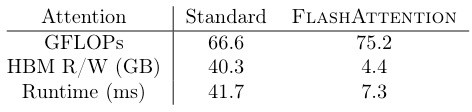 Attention Standard FLASHATTENTION
GFLOPs 66.6 75.2
HBM R/W (GB) 40.3 4.4
Runtime (ms) 41.7 7.3